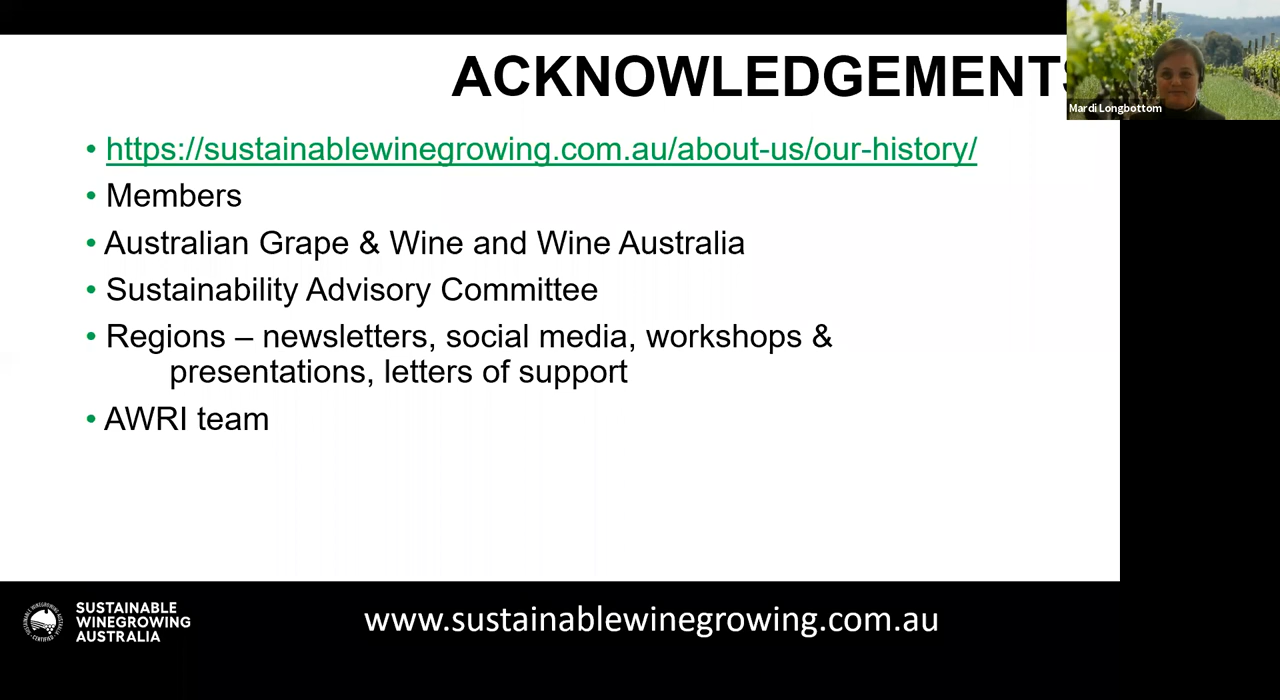 ACKNOWLEDGEMENTS
Mardi Longbottom
• https://sustainablewinegrowing.com.au/about-us/our-history/
• Members
• Australian Grape & Wine and Wine Australia
• Sustainability Advisory Committee
• Regions – newsletters, social media, workshops &
presentations, letters of support
• AWRI team
SUSTAINABLE
WINEGROWING
AUSTRALIA
www.sustainablewinegrowing.com.au